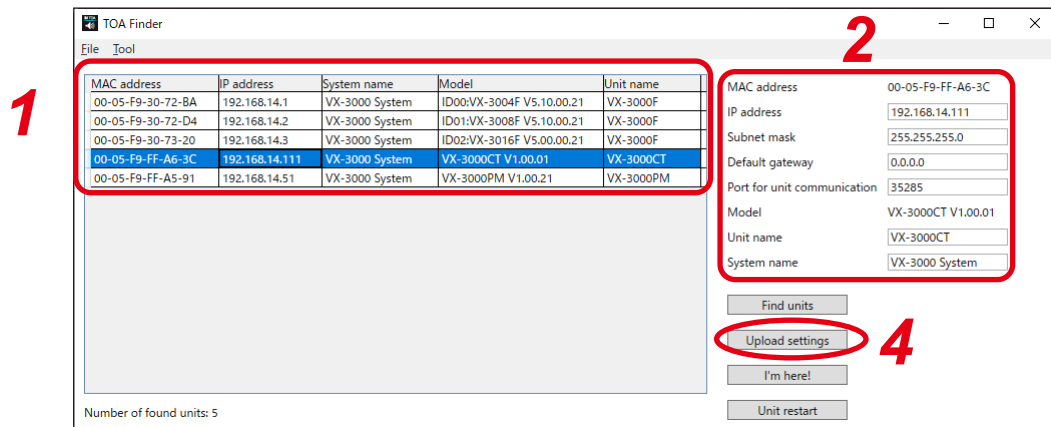 TOA Finder
File Tool
1
2
MAC address IP address System name Model Unit name
00-05-F9-30-72-BA 192.168.14.1 VX-3000 System ID00:VX-3004F V5.10.00.21 VX-3000F
00-05-F9-30-72-D4 192.168.14.2 VX-3000 System ID01:VX-3008F V5.10.00.21 VX-3000F
00-05-F9-30-73-20 192.168.14.3 VX-3000 System ID02:VX-3016F V5.00.00.21 VX-3000F
00-05-F9-FF-A6-3C 192.168.14.111 VX-3000 System VX-3000CT V1.00.01 VX-3000CT
00-05-F9-FF-A5-91 192.168.14.51 VX-3000 System VX-3000PM V1.00.21 VX-3000PM
MAC address 00-05-F9-FF-A6-3C
IP address 192.168.14.111
Subnet mask 255.255.255.0
Default gateway 0.0.0.0
Port for unit communication 35285
Model VX-3000CT V1.00.01
Unit name VX-3000CT
System name VX-3000 System
Find units
Upload settings
4
I'm here!
Unit restart
Number of found units: 5